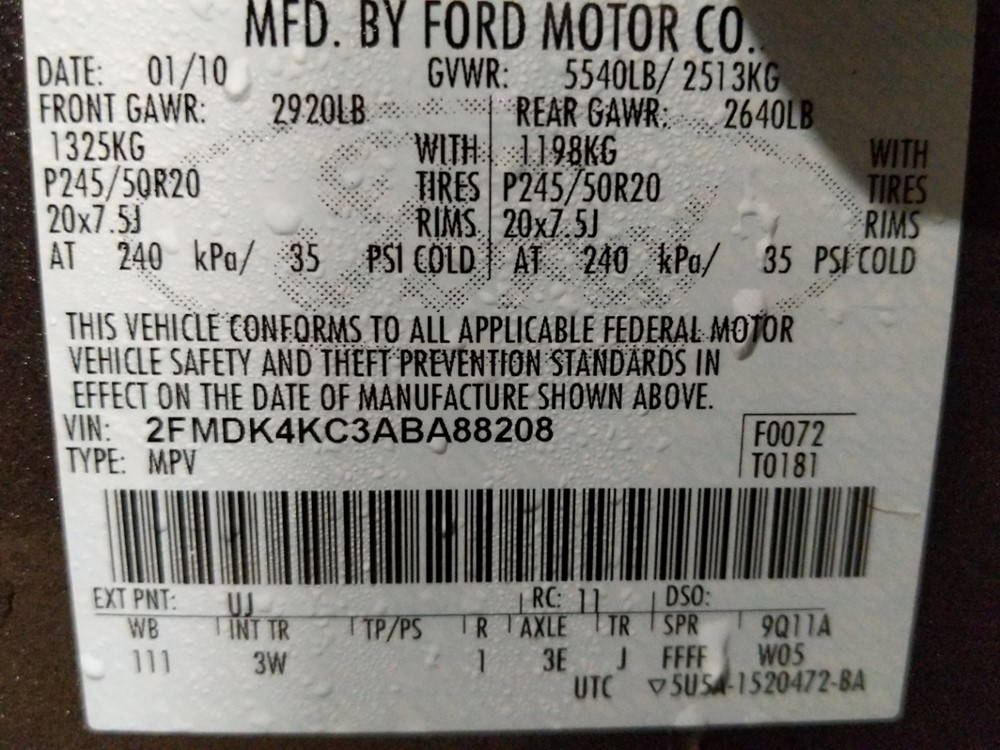 MFD. BY FORD MOTOR CO..
DATE: 01/10 GVWR: 5540LB/ 2513KG
FRONT GAWR: 2920LB REAR GAWR: 2640LB
1325KG WITH 1198KG WITH
P245/50R20 TIRES P245/50R20 TIRES
20x7.5J RIMS 20x7.5J RIMS
AT 240 kPa/ 35 PSI COLD AT 240 kPa/ 35 PSI COLD
THIS VEHICLE CONFORMS TO ALL APPLICABLE FEDERAL MOTOR
VEHICLE SAFETY AND THEFT PREVENTION STANDARDS IN
EFFECT ON THE DATE OF MANUFACTURE SHOWN ABOVE.
VIN: 2FMDK4KC3ABA88208 F0072
TYPE: MPV T0181
EXT PNT: UJ RC: 11 DSO:
WB INT TR TP/PS R AXLE TR SPR 9Q11A
111 3W 1 3E J FFFF W05
UTC ▽5U5A-1520472-BA